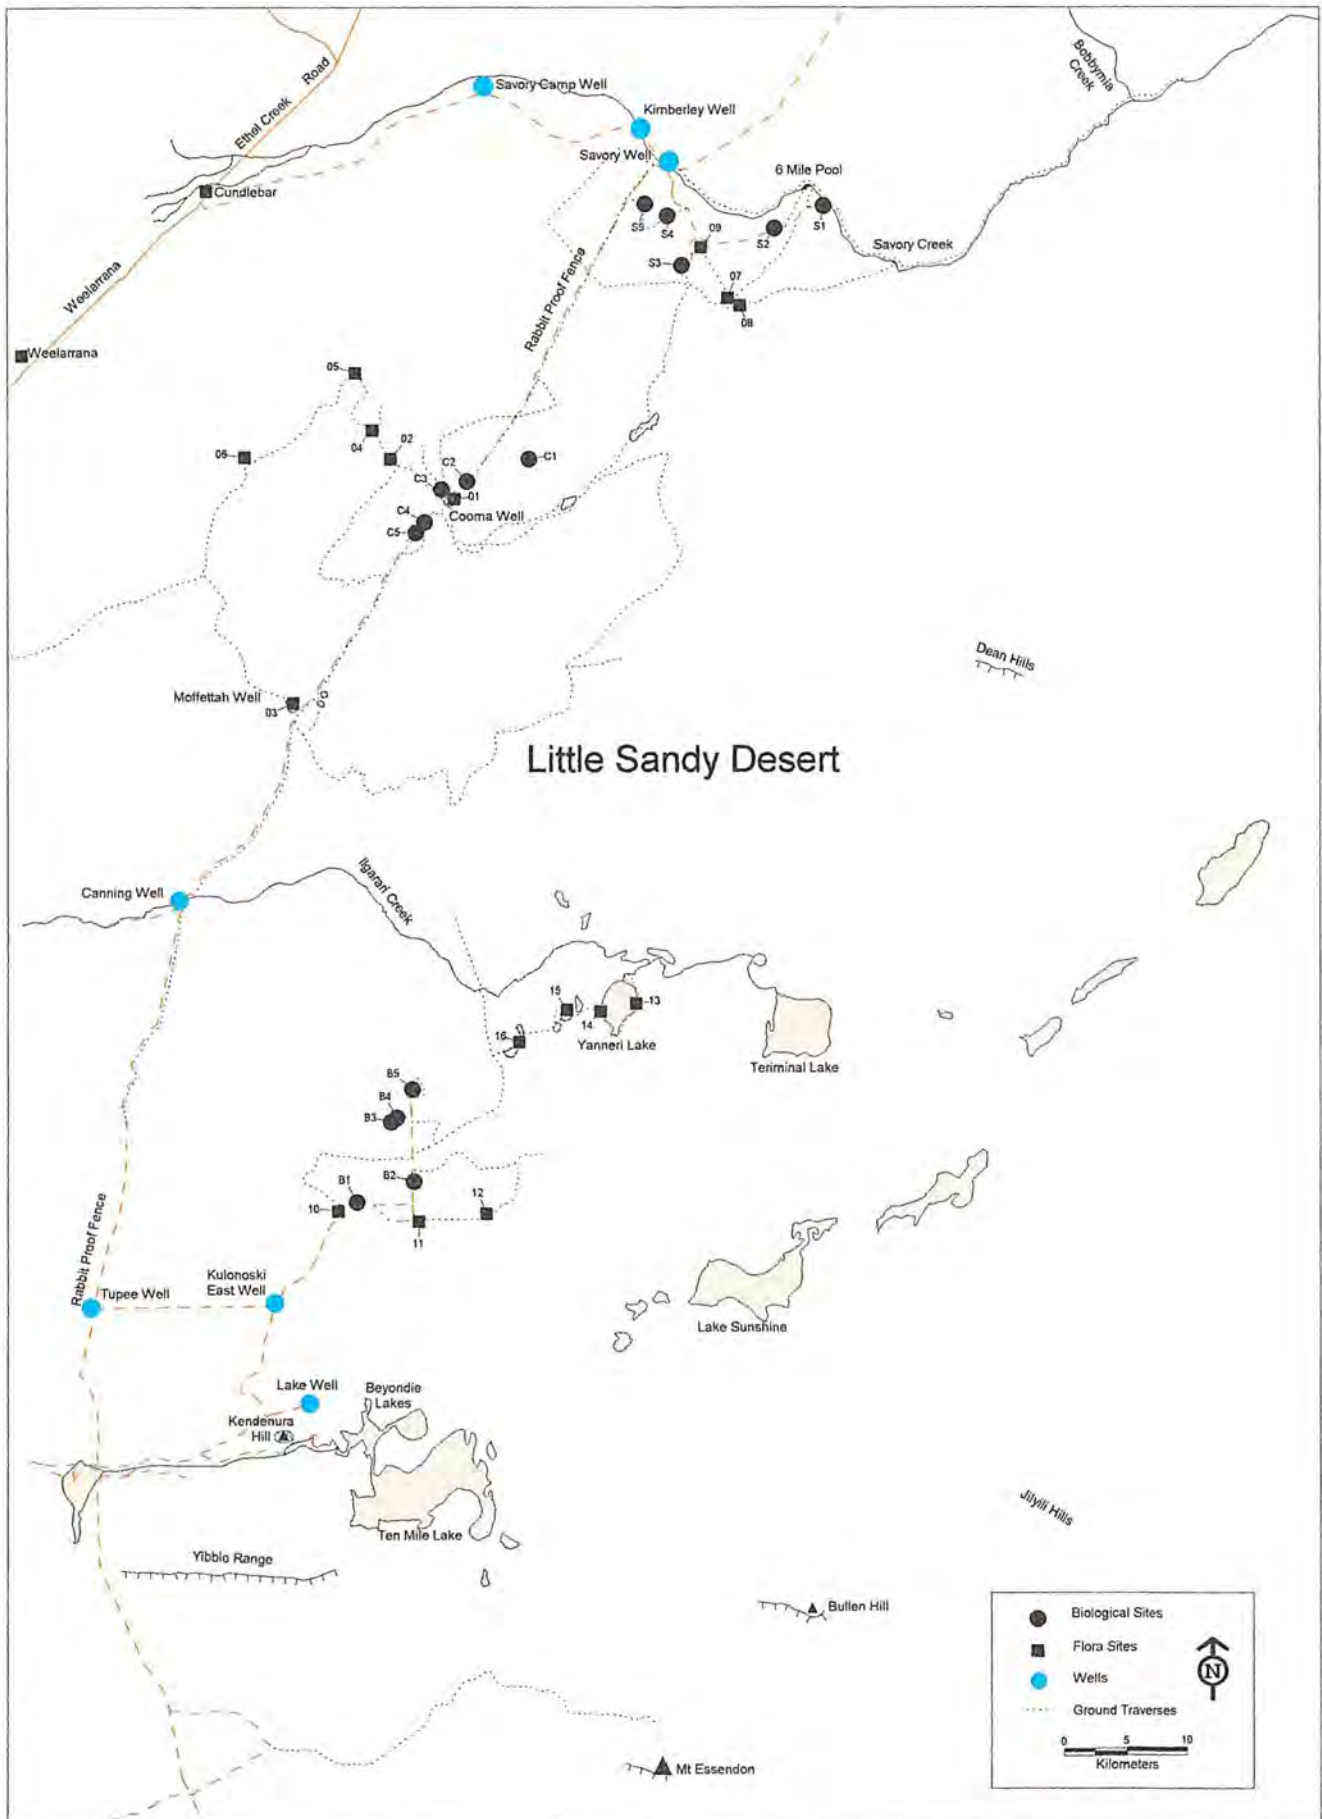 Bobbymia
Creek
Ethel Creek Road
Savory Camp Well
Kimberley Well
Savory Well
6 Mile Pool
Cundlebar
S5
S4
S2
S1
09
S3
Savory Creek
07
08
Weelarrana
Rabbit Proof Fence
Weelarrana
05
04
02
06
C2
C1
C3
01
C4
Cooma Well
C5
Dean Hills
Moffettah Well
03
Little Sandy Desert
Canning Well
Ilgarari Creek
15
14
13
16
Yanneri Lake
Teriminal Lake
B5
B4
B3
B1
B2
10
12
11
Rabbit Proof Fence
Tupee Well
Kulonoski
East Well
Lake Sunshine
Lake Well
Beyondie
Lakes
Kendenura
Hill
Ten Mile Lake
Jilyili Hills
Yibbie Range
Bullen Hill
Mt Essendon
Biological Sites
Flora Sites
Wells
Ground Traverses
N
0 5 10
Kilometers